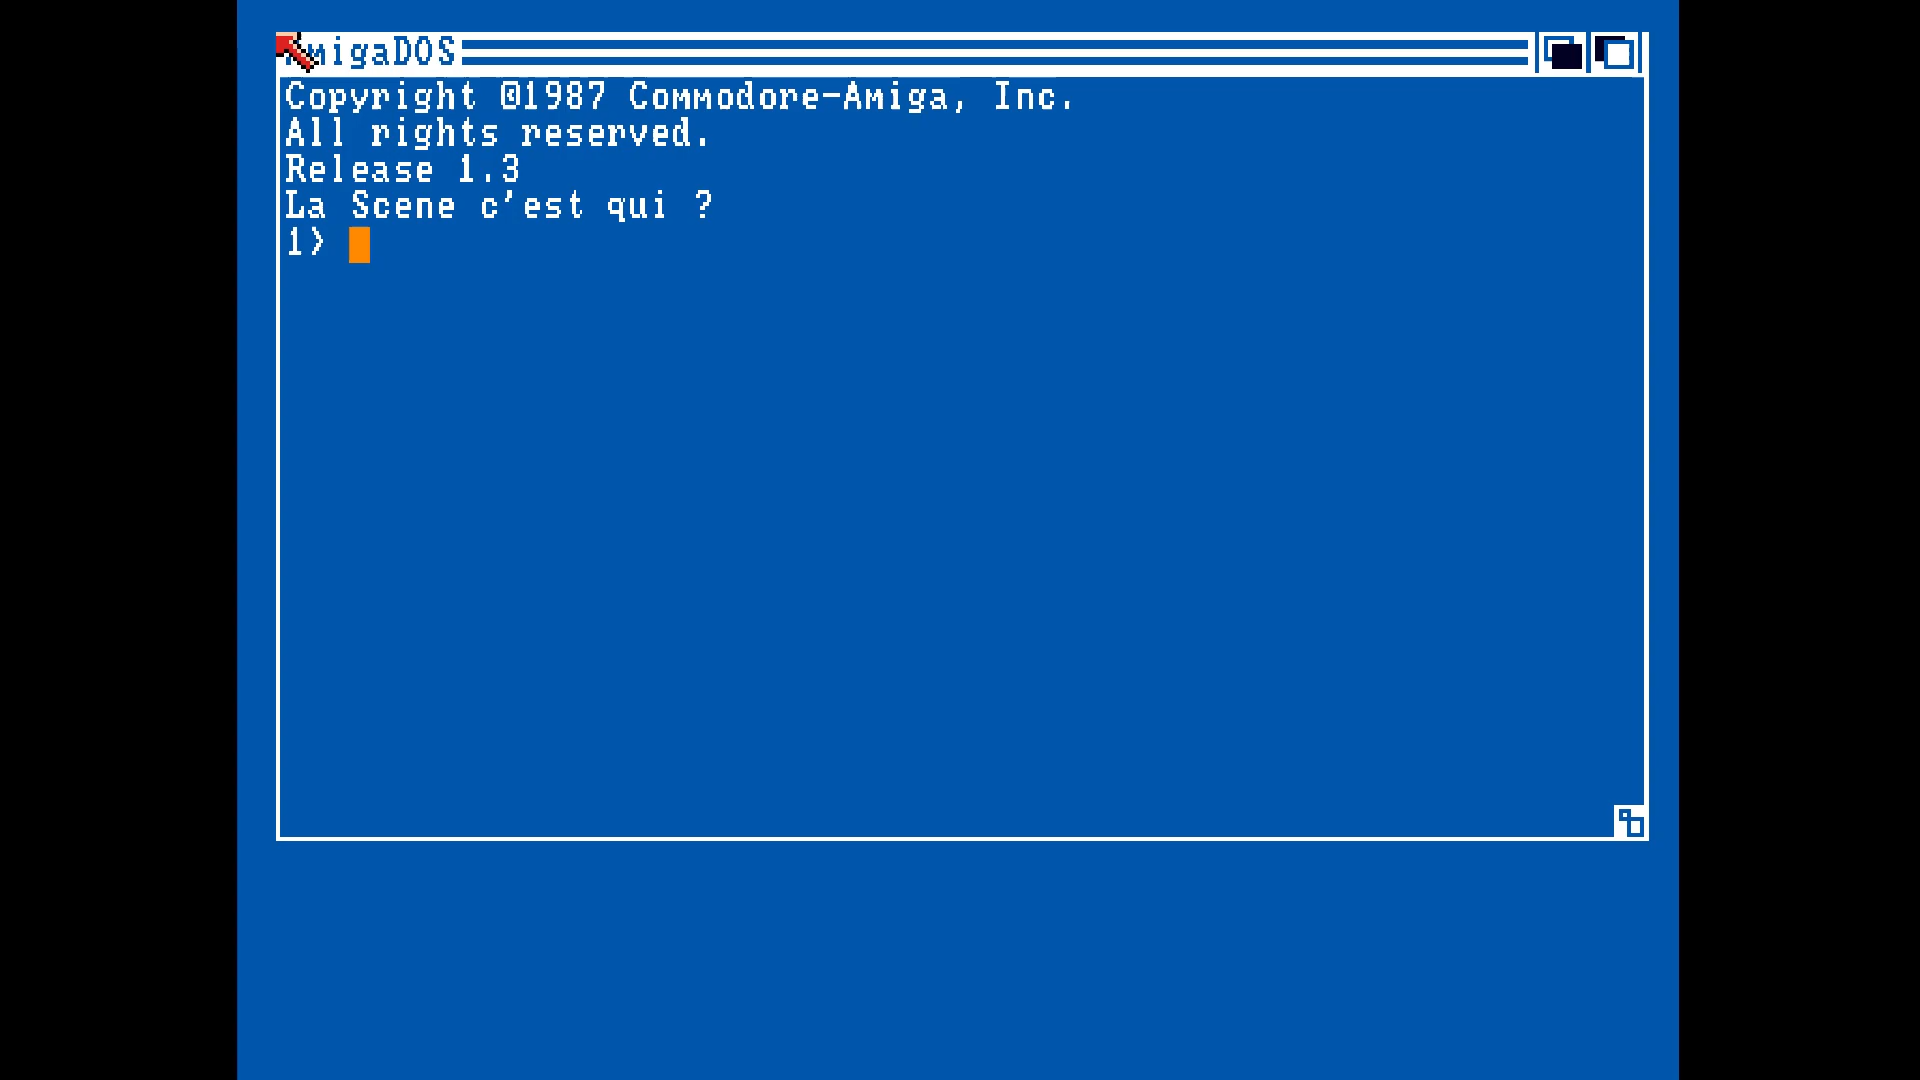 AmigaDOS
Copyright ©1987 Commodore-Amiga, Inc.
All rights reserved.
Release 1.3
La Scene c'est qui ?
1>